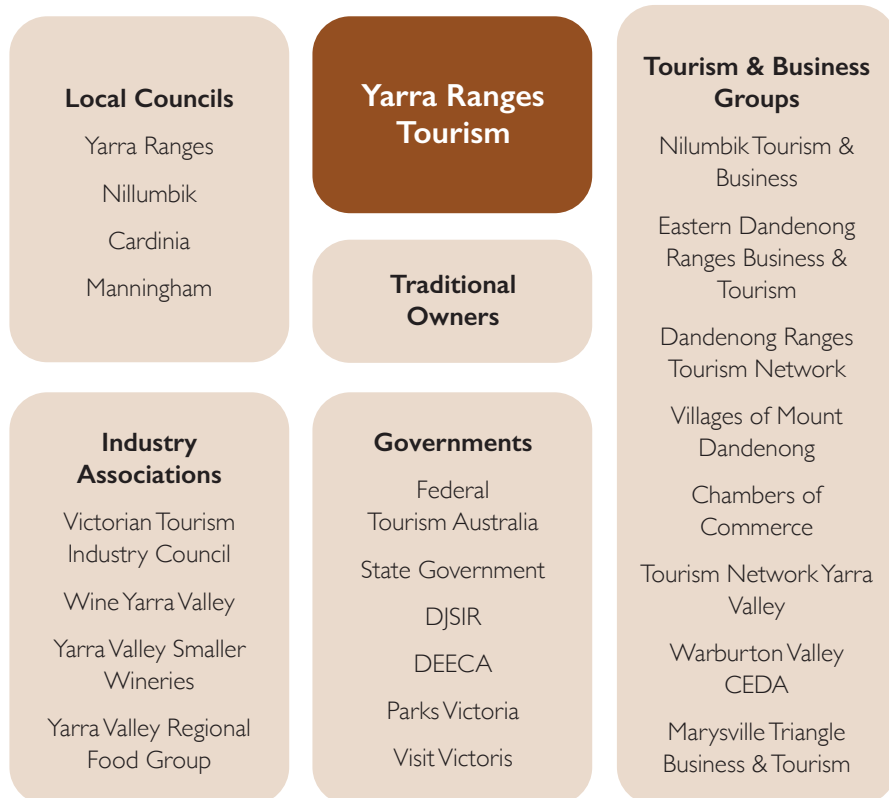 Local Councils
Yarra Ranges
Nillumbik
Cardinia
Manningham
Yarra Ranges
Tourism
Traditional
Owners
Tourism & Business
Groups
Nilumbik Tourism &
Business
Eastern Dandenong
Ranges Business &
Tourism
Dandenong Ranges
Tourism Network
Villages of Mount
Dandenong
Chambers of
Commerce
Tourism Network Yarra
Valley
Warburton Valley
CEDA
Marysville Triangle
Business & Tourism
Industry
Associations
Victorian Tourism
Industry Council
Wine Yarra Valley
Yarra Valley Smaller
Wineries
Yarra Valley Regional
Food Group
Governments
Federal
Tourism Australia
State Government
DJSIR
DEECA
Parks Victoria
Visit Victoris